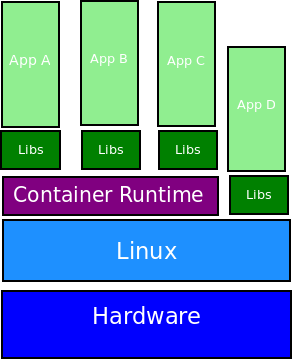 App A
App B
App C
App D
Libs
Libs
Libs
Libs
Container Runtime
Linux
Hardware